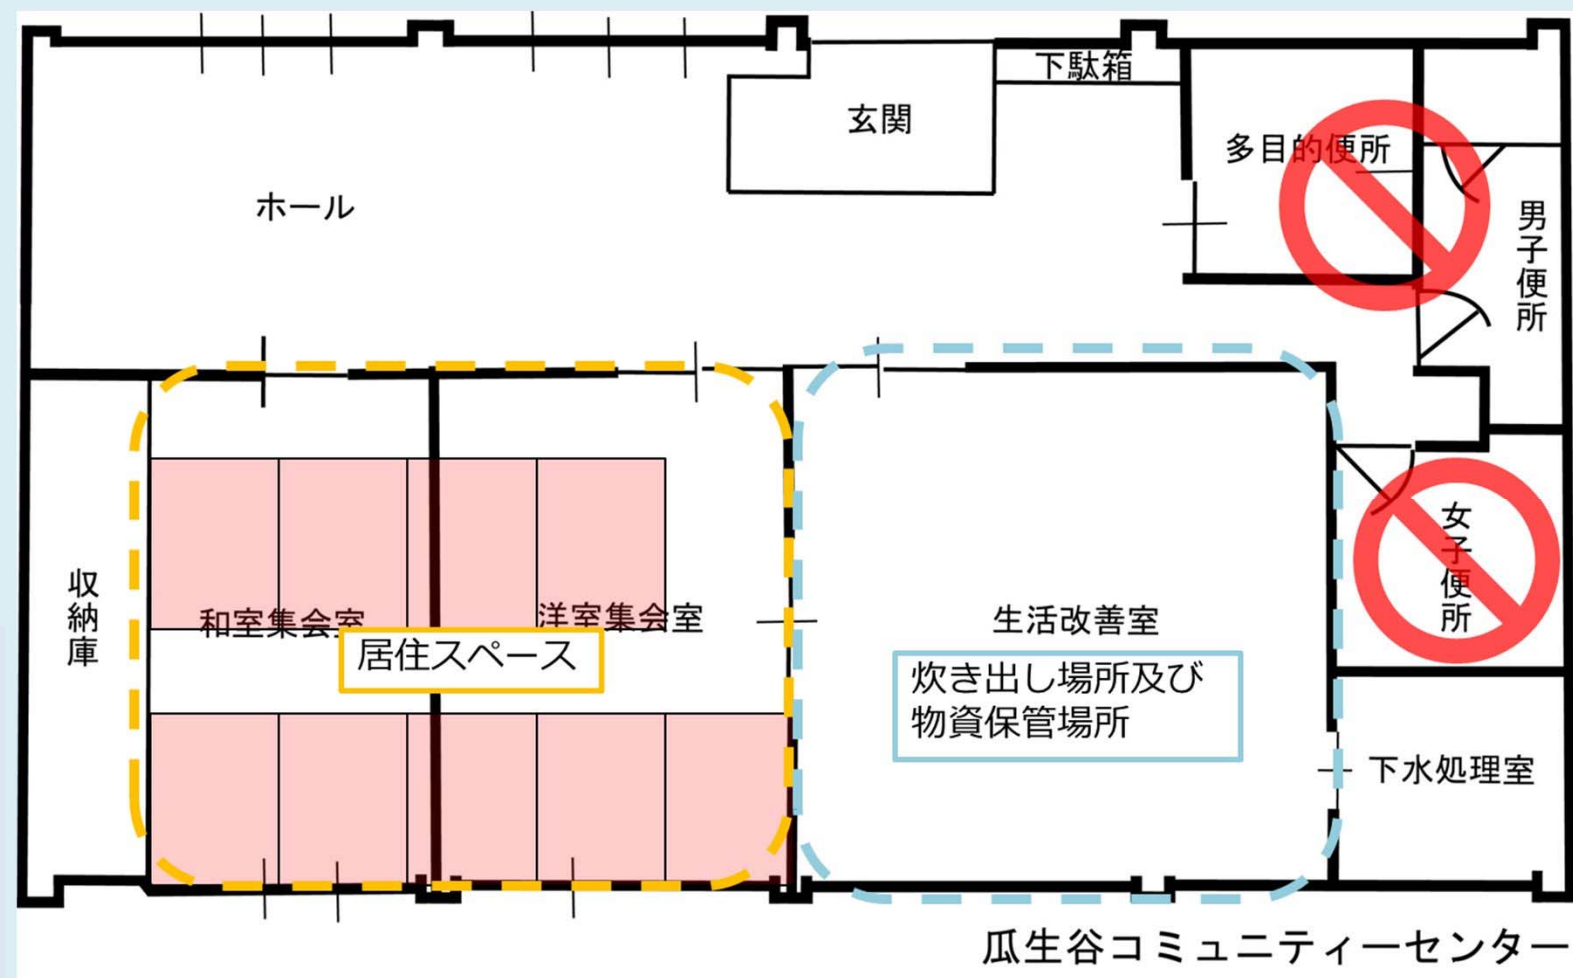 下駄箱
玄関
多目的便所
ホール
男子便所
収納庫
和室集会室
洋室集会室
居住スペース
生活改善室
炊き出し場所及び
物資保管場所
女子便所
下水処理室
瓜生谷コミュニティーセンター